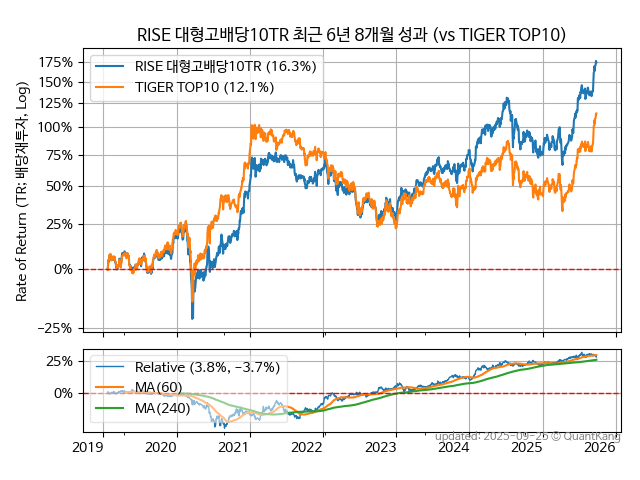 RISE 대형고배당10TR 최근 6년 8개월 성과 (vs TIGER TOP10)
Rate of Return (TR: 배당재투자, Log)
175%
150%
125%
100%
75%
50%
25%
0%
−25%
RISE 대형고배당10TR (16.3%)
TIGER TOP10 (12.1%)
25%
0%
Relative (3.8%, −3.7%)
MA(60)
MA(240)
2019 2020 2021 2022 2023 2024 2025 2026
updated: 2025-09-26 © QuantKang